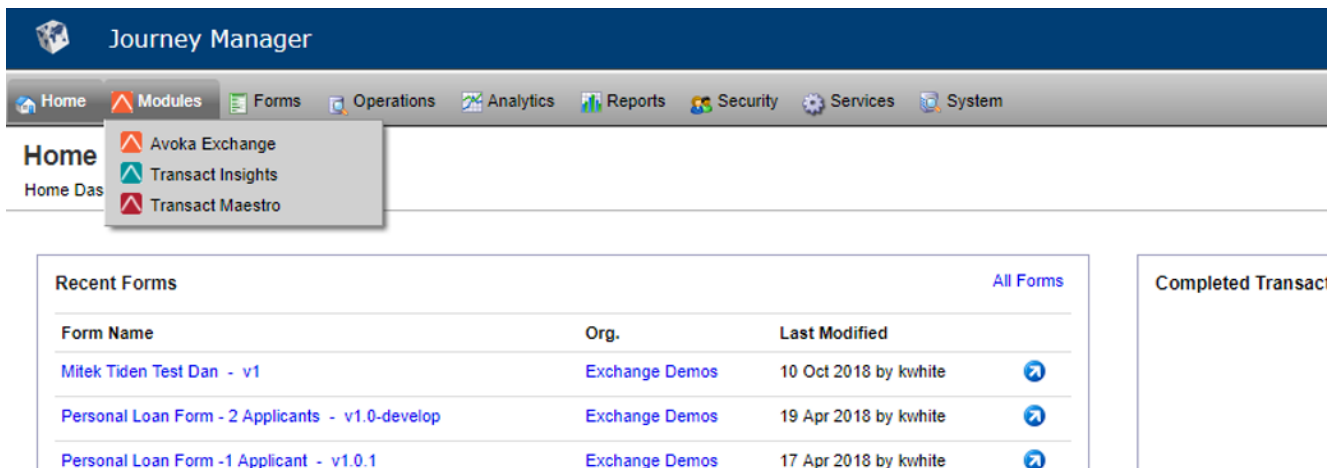 Journey Manager
Home Modules Forms Operations Analytics Reports Security Services System
Avoka Exchange
Transact Insights
Transact Maestro
Home
Home Das
Recent Forms All Forms
Form Name Org. Last Modified
Mitek Tiden Test Dan - v1 Exchange Demos 10 Oct 2018 by kwhite
Personal Loan Form - 2 Applicants - v1.0-develop Exchange Demos 19 Apr 2018 by kwhite
Personal Loan Form -1 Applicant - v1.0.1 Exchange Demos 17 Apr 2018 by kwhite
Completed Transact